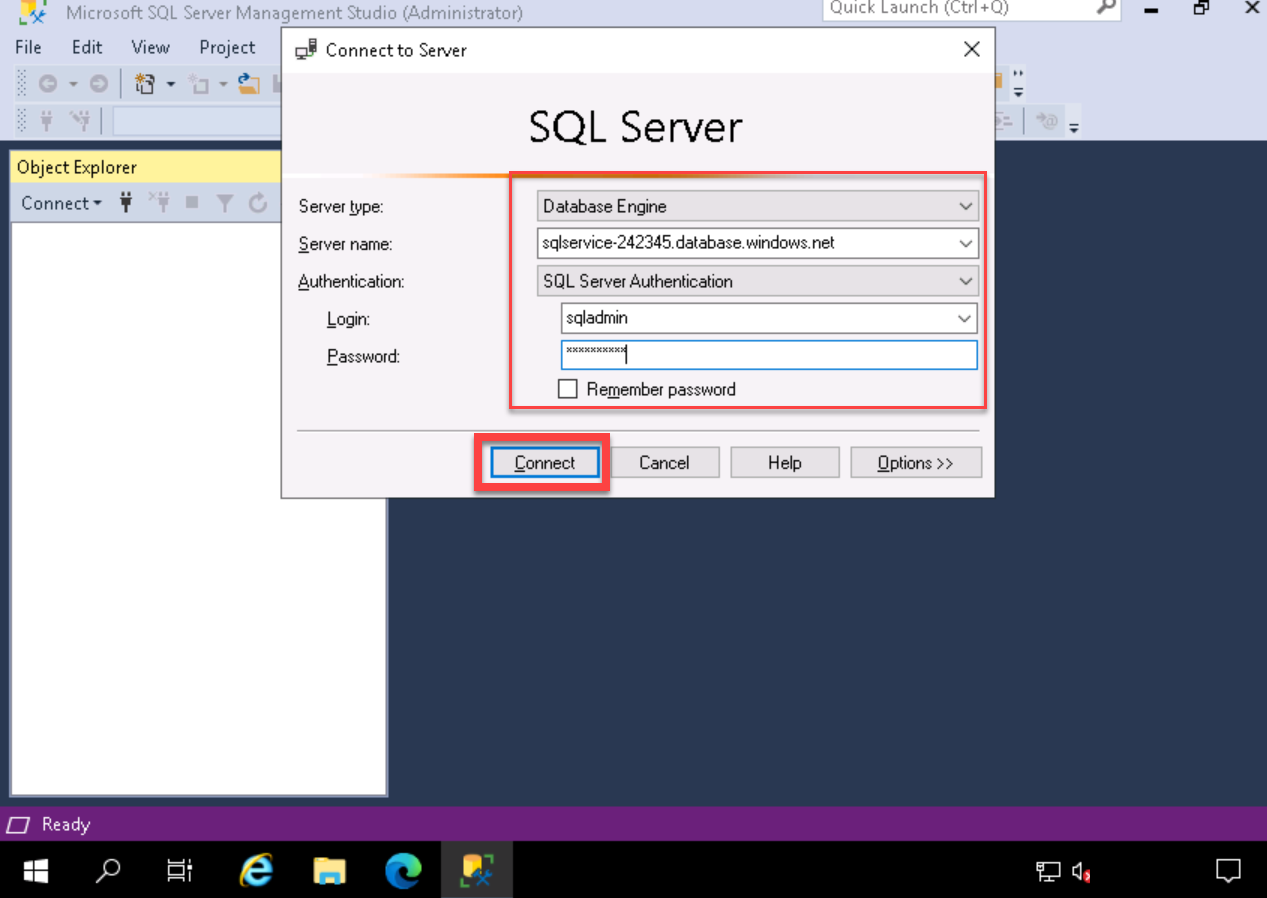 Microsoft SQL Server Management Studio (Administrator)
Quick Launch (Ctrl+Q)
File Edit View Project
Connect to Server
SQL Server
Object Explorer
Connect
Server type: Database Engine
Server name: sqlservice-242345.database.windows.net
Authentication: SQL Server Authentication
Login: sqladmin
Password: **********
Remember password
Connect Cancel Help Options >>
Ready